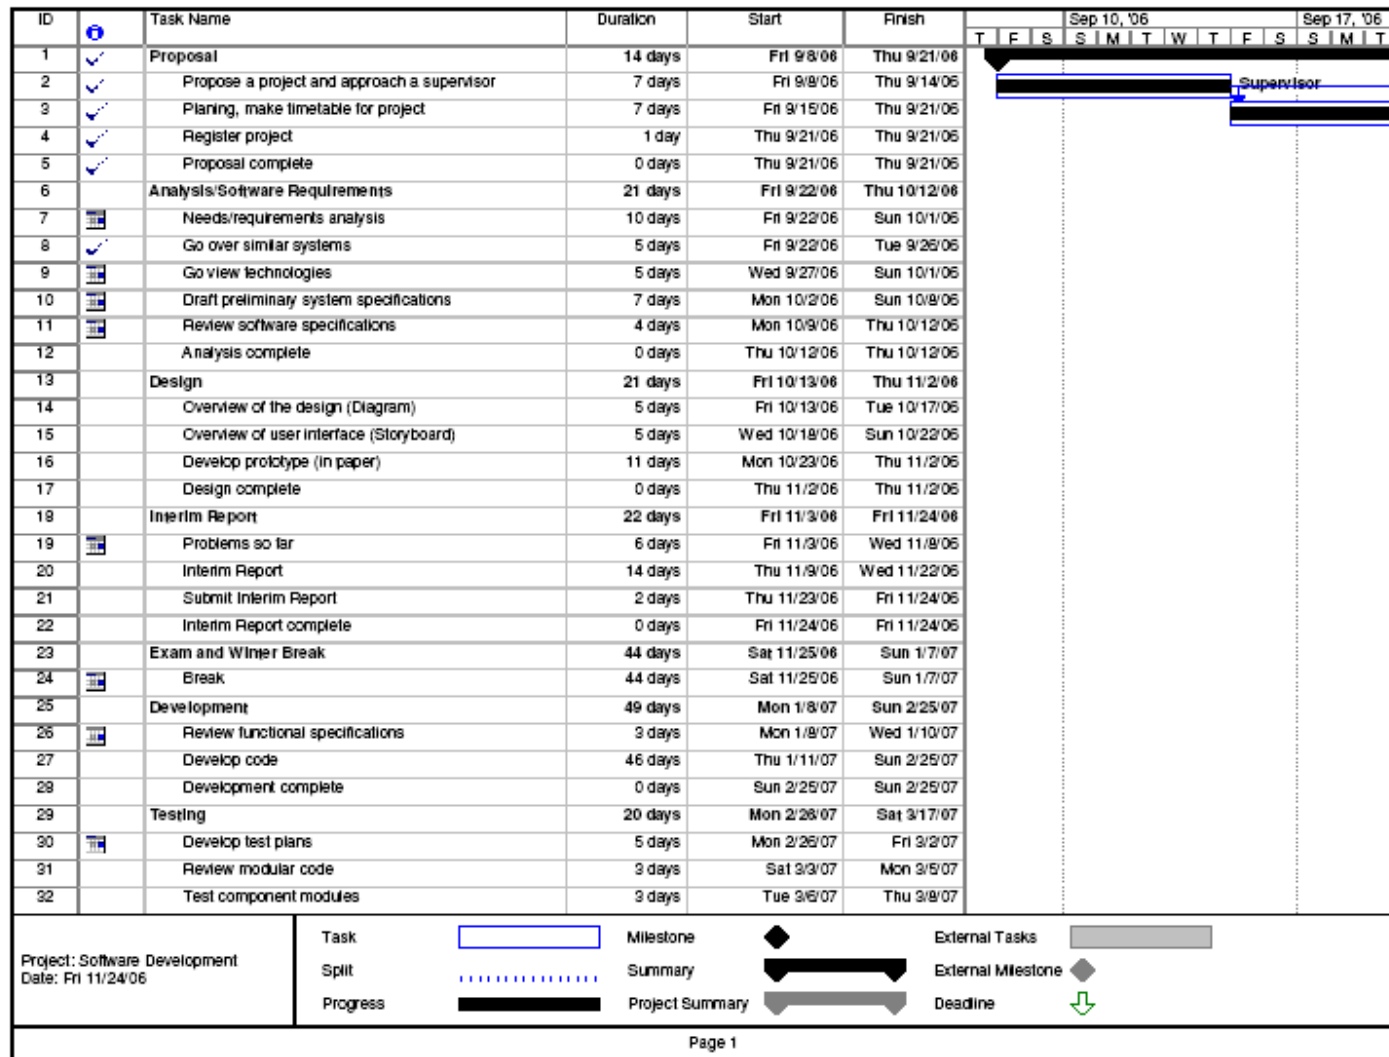 ID Task Name Duration Start Finish Sep 10, '06 Sep 17, '06
T F S S M T W T F S S M T
1 Proposal 14 days Fri 9/8/06 Thu 9/21/06
2 Propose a project and approach a supervisor 7 days Fri 9/8/06 Thu 9/14/06 Supervisor
3 Planing, make timetable for project 7 days Fri 9/15/06 Thu 9/21/06
4 Register project 1 day Thu 9/21/06 Thu 9/21/06
5 Proposal complete 0 days Thu 9/21/06 Thu 9/21/06
6 Analysis/Software Requirements 21 days Fri 9/22/06 Thu 10/12/06
7 Needs/requirements analysis 10 days Fri 9/22/06 Sun 10/1/06
8 Go over similar systems 5 days Fri 9/22/06 Tue 9/26/06
9 Go view technologies 5 days Wed 9/27/06 Sun 10/1/06
10 Draft preliminary system specifications 7 days Mon 10/2/06 Sun 10/8/06
11 Review software specifications 4 days Mon 10/9/06 Thu 10/12/06
12 Analysis complete 0 days Thu 10/12/06 Thu 10/12/06
13 Design 21 days Fri 10/13/06 Thu 11/2/06
14 Overview of the design (Diagram) 5 days Fri 10/13/06 Tue 10/17/06
15 Overview of user interface (Storyboard) 5 days Wed 10/18/06 Sun 10/22/06
16 Develop prototype (in paper) 11 days Mon 10/23/06 Thu 11/2/06
17 Design complete 0 days Thu 11/2/06 Thu 11/2/06
18 Interim Report 22 days Fri 11/3/06 Fri 11/24/06
19 Problems so far 6 days Fri 11/3/06 Wed 11/8/06
20 Interim Report 14 days Thu 11/9/06 Wed 11/22/06
21 Submit Interim Report 2 days Thu 11/23/06 Fri 11/24/06
22 Interim Report complete 0 days Fri 11/24/06 Fri 11/24/06
23 Exam and Winter Break 44 days Sat 11/25/06 Sun 1/7/07
24 Break 44 days Sat 11/25/06 Sun 1/7/07
25 Development 49 days Mon 1/8/07 Sun 2/25/07
26 Review functional specifications 3 days Mon 1/8/07 Wed 1/10/07
27 Develop code 46 days Thu 1/11/07 Sun 2/25/07
28 Development complete 0 days Sun 2/25/07 Sun 2/25/07
29 Testing 20 days Mon 2/26/07 Sat 3/17/07
30 Develop test plans 5 days Mon 2/26/07 Fri 3/2/07
31 Review modular code 3 days Sat 3/3/07 Mon 3/5/07
32 Test component modules 3 days Tue 3/6/07 Thu 3/8/07
Project: Software Development
Date: Fri 11/24/06
Task Milestone External Tasks
Split Summary External Milestone
Progress Project Summary Deadline
Page 1